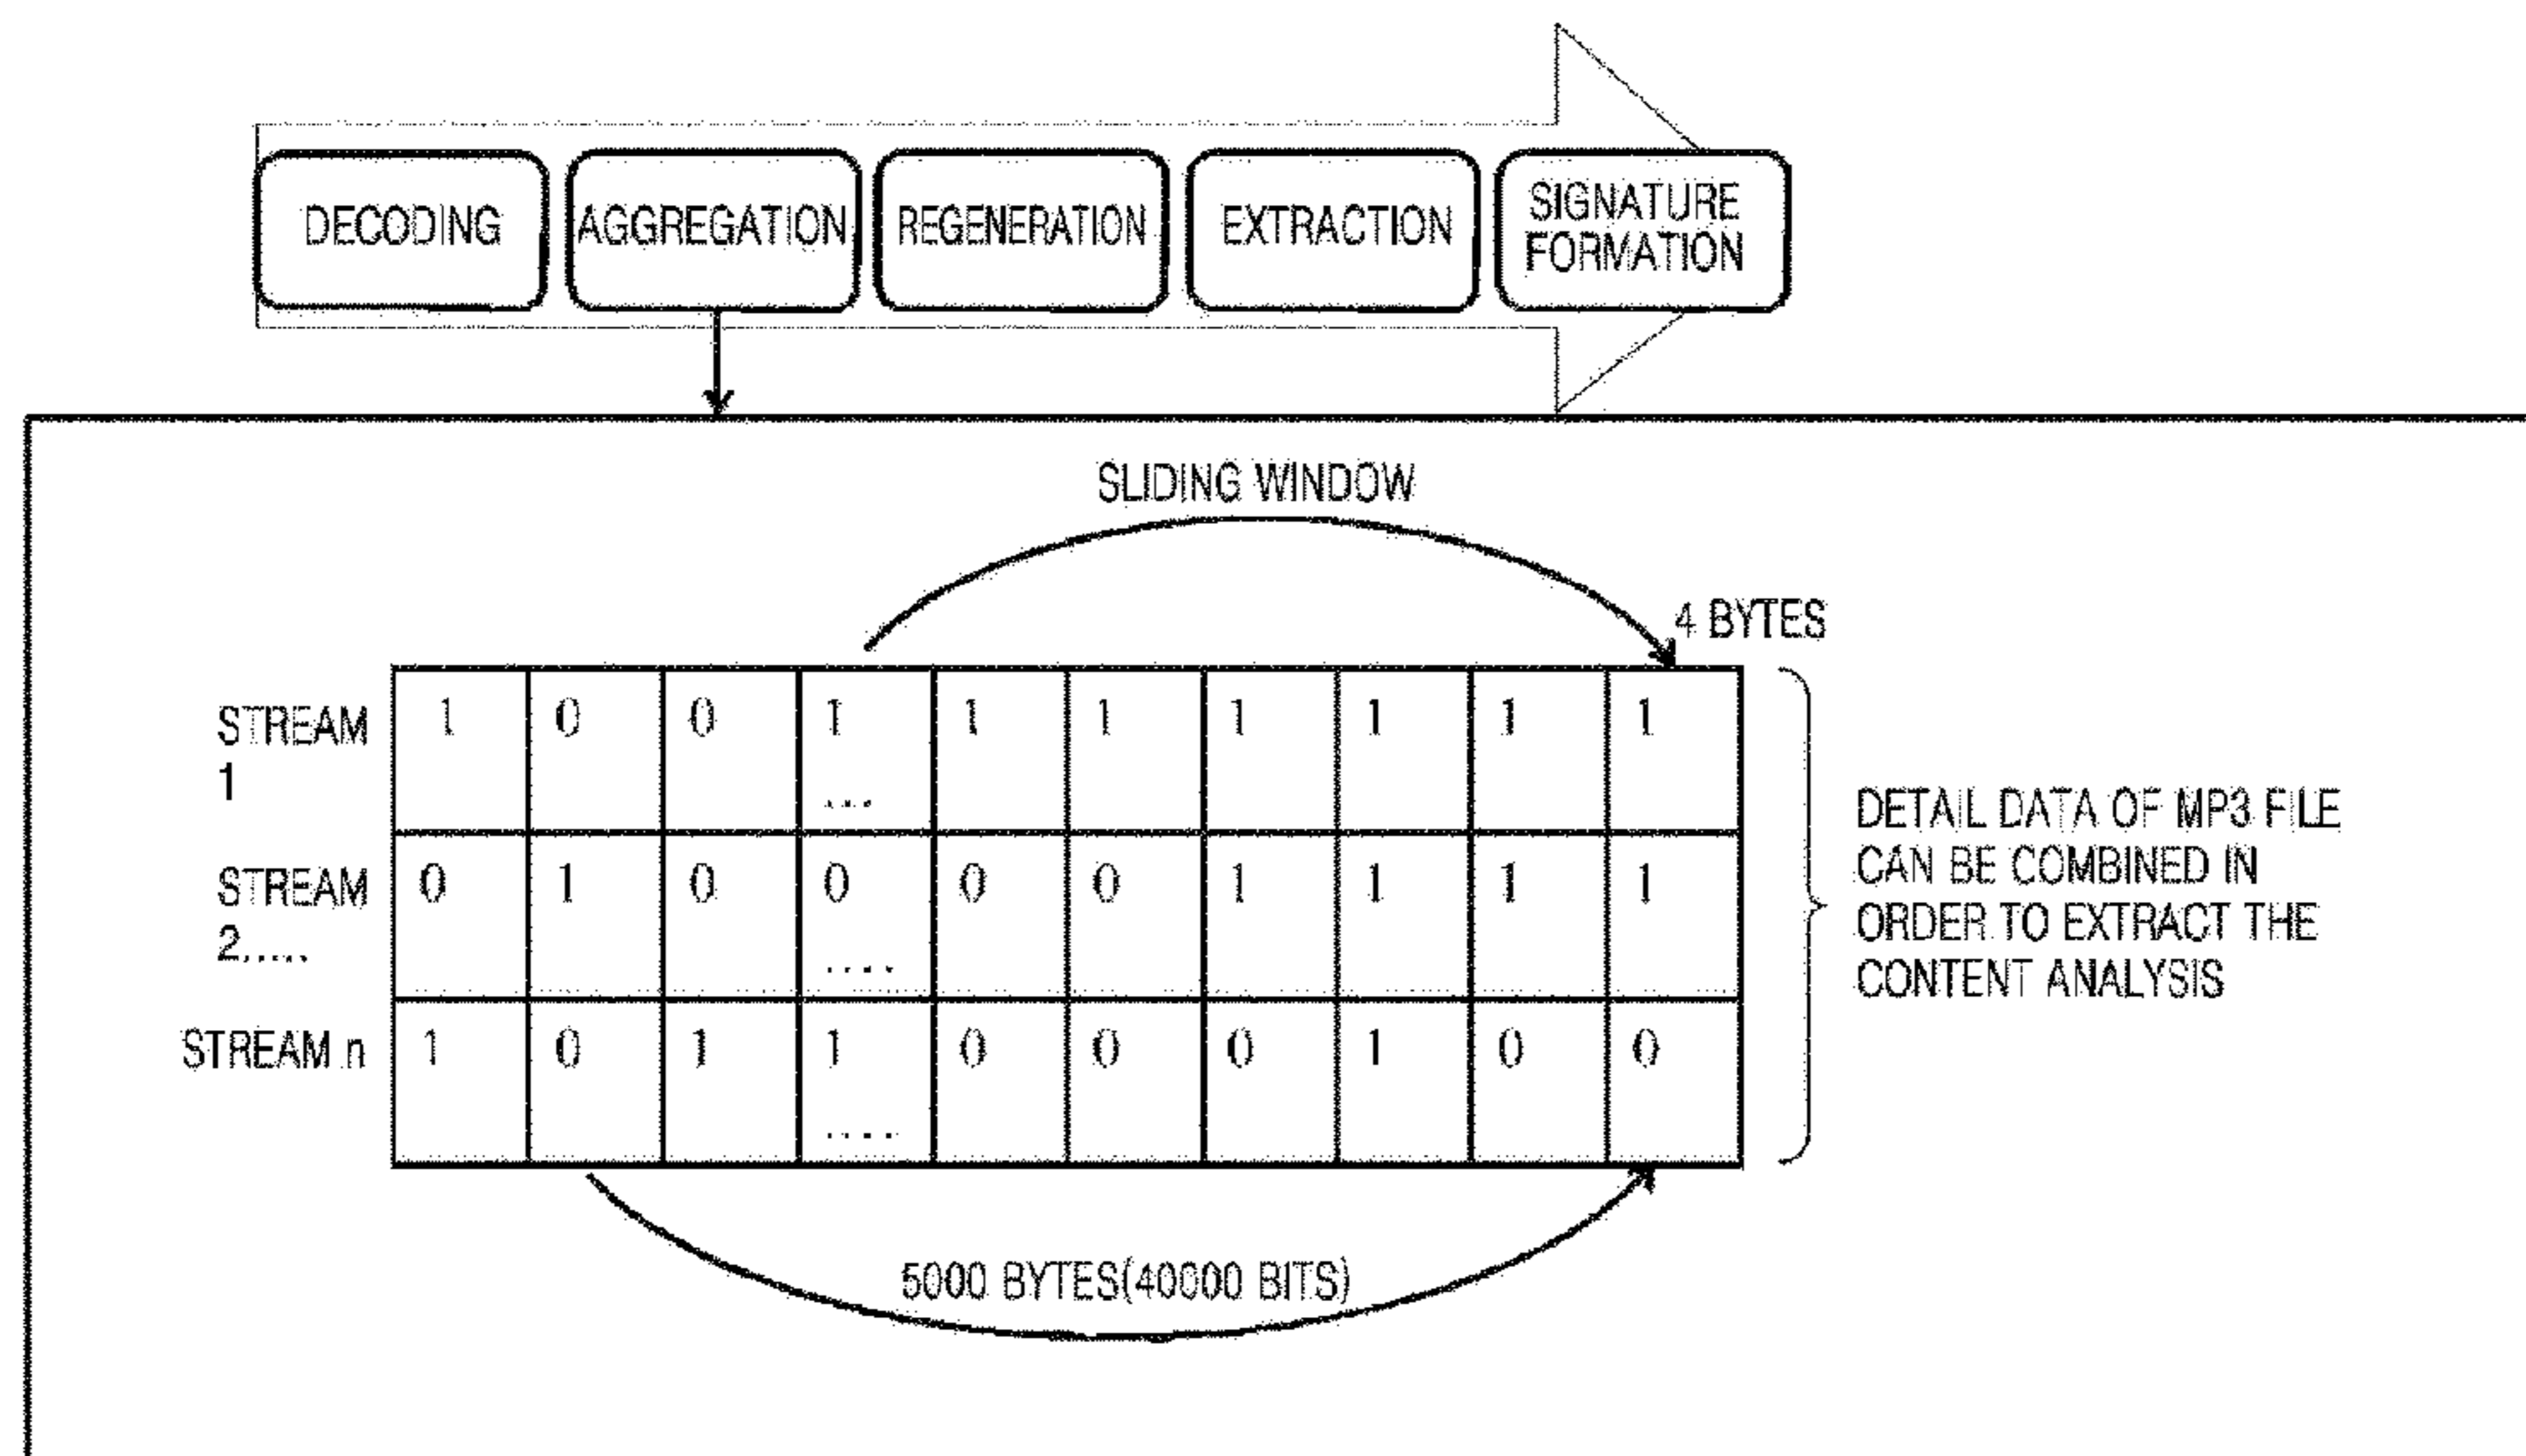 DECODING
AGGREGATION
REGENERATION
EXTRACTION
SIGNATURE
FORMATION
SLIDING WINDOW
4 BYTES
STREAM
1
1 0 0 1 1 1 1 1 1 1
....
STREAM
2.....
0 1 0 0 0 0 1 1 1 1
....
STREAM n
1 0 1 1 0 0 0 1 0 0
.....
DETAIL DATA OF MP3 FILE
CAN BE COMBINED IN
ORDER TO EXTRACT THE
CONTENT ANALYSIS
5000 BYTES(40000 BITS)